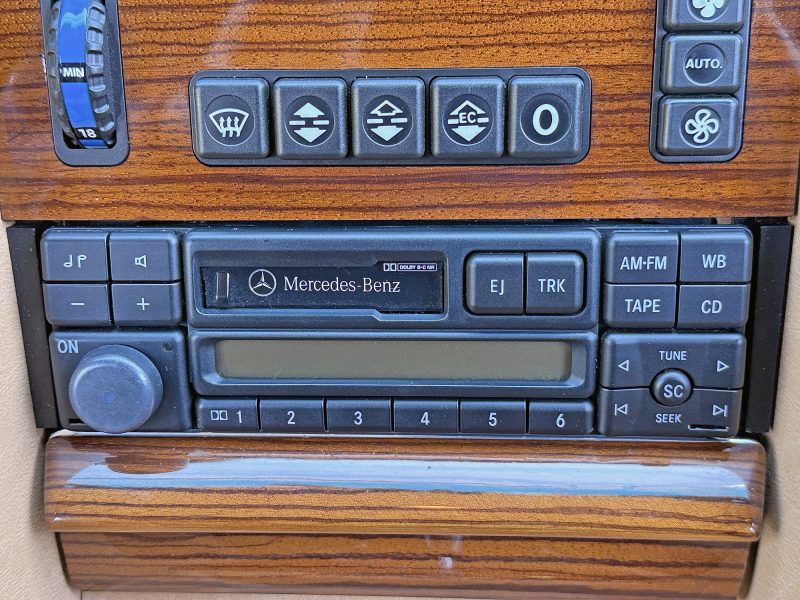 MIN
18
EC
0
AUTO.
DOLBY B-C NR
Mercedes-Benz
EJ
TRK
AM•FM
WB
TAPE
CD
− +
ON
TUNE
SC
SEEK
1 2 3 4 5 6